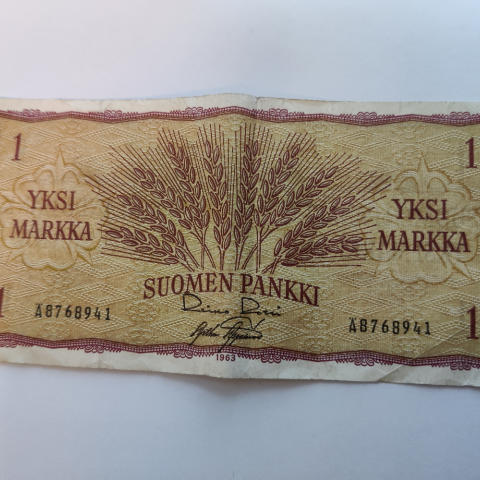 1 1
YKSI
MARKKA
YKSI
MARKKA
SUOMEN PANKKI
A8768941 A8768941
1 1
1963